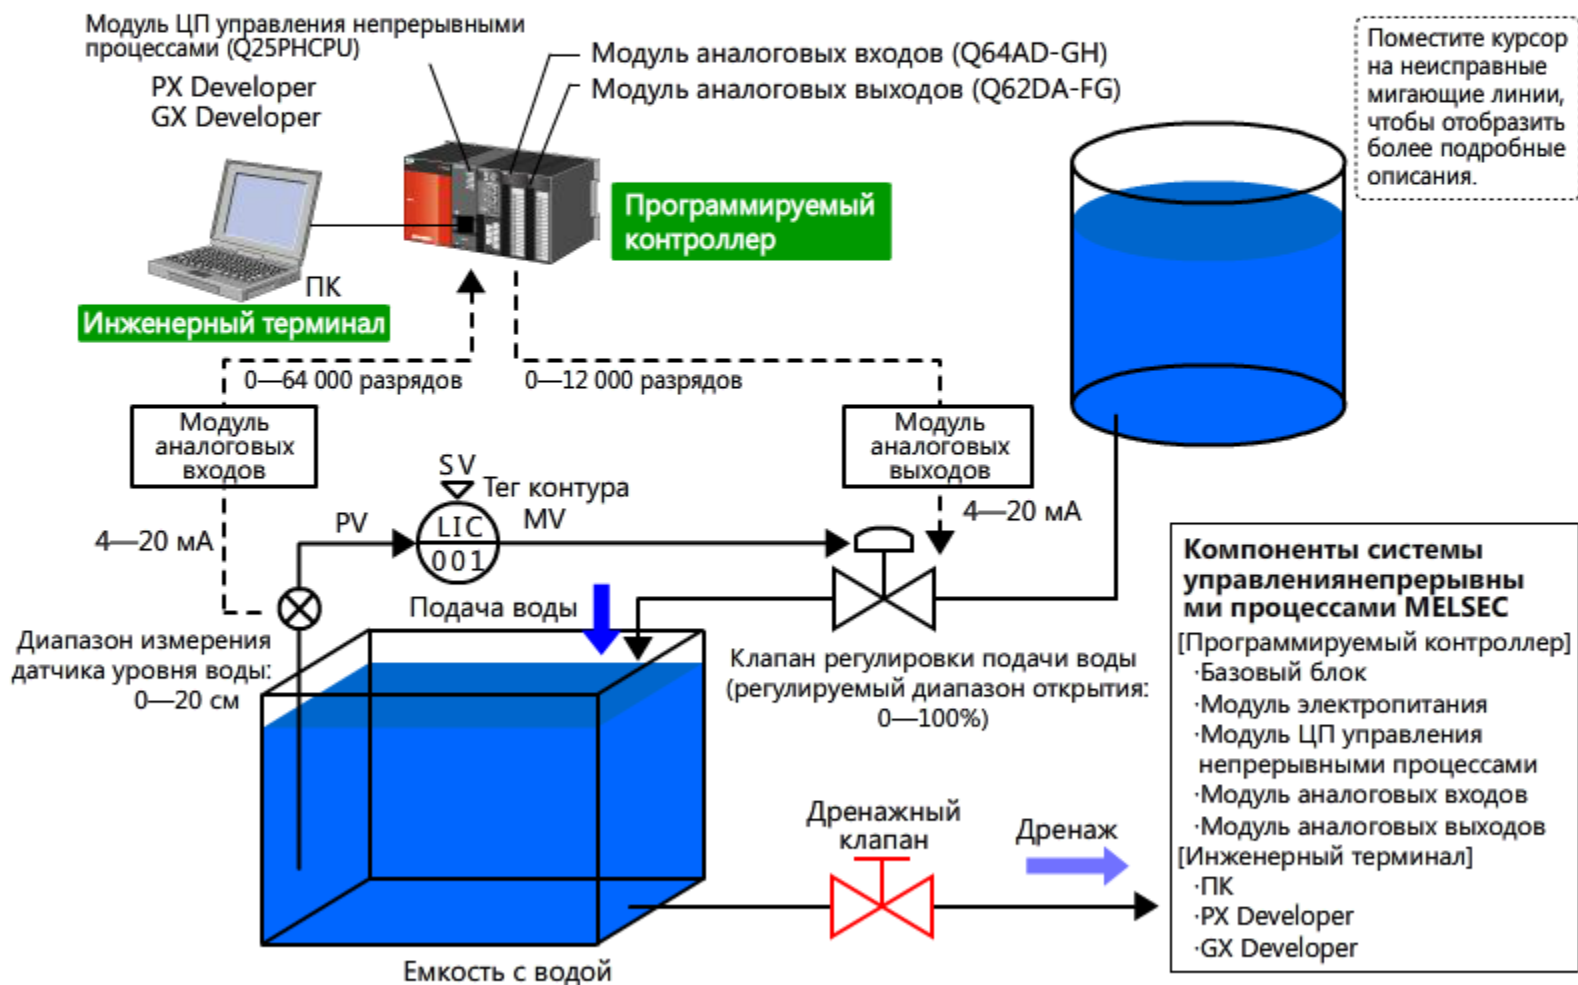 Модуль ЦП управления непрерывными
процессами (Q25PHCPU)
PX Developer
GX Developer
Модуль аналоговых входов (Q64AD-GH)
Модуль аналоговых выходов (Q62DA-FG)
Поместите курсор
на неисправные
мигающие линии,
чтобы отобразить
более подробные
описания.
Программируемый
контроллер
ПК
Инженерный терминал
0—64 000 разрядов
0—12 000 разрядов
Модуль
аналоговых
входов
Модуль
аналоговых
выходов
SV
Тег контура
PV
LIC
001
MV
4—20 мА
4—20 мА
Подача воды
Диапазон измерения
датчика уровня воды:
0—20 см
Клапан регулировки подачи воды
(регулируемый диапазон открытия:
0—100%)
Дренажный
клапан
Дренаж
Емкость с водой
Компоненты системы
управлениянепрерывны
ми процессами MELSEC
[Программируемый контроллер]
·Базовый блок
·Модуль электропитания
·Модуль ЦП управления
непрерывными процессами
·Модуль аналоговых входов
·Модуль аналоговых выходов
[Инженерный терминал]
·ПК
·PX Developer
·GX Developer